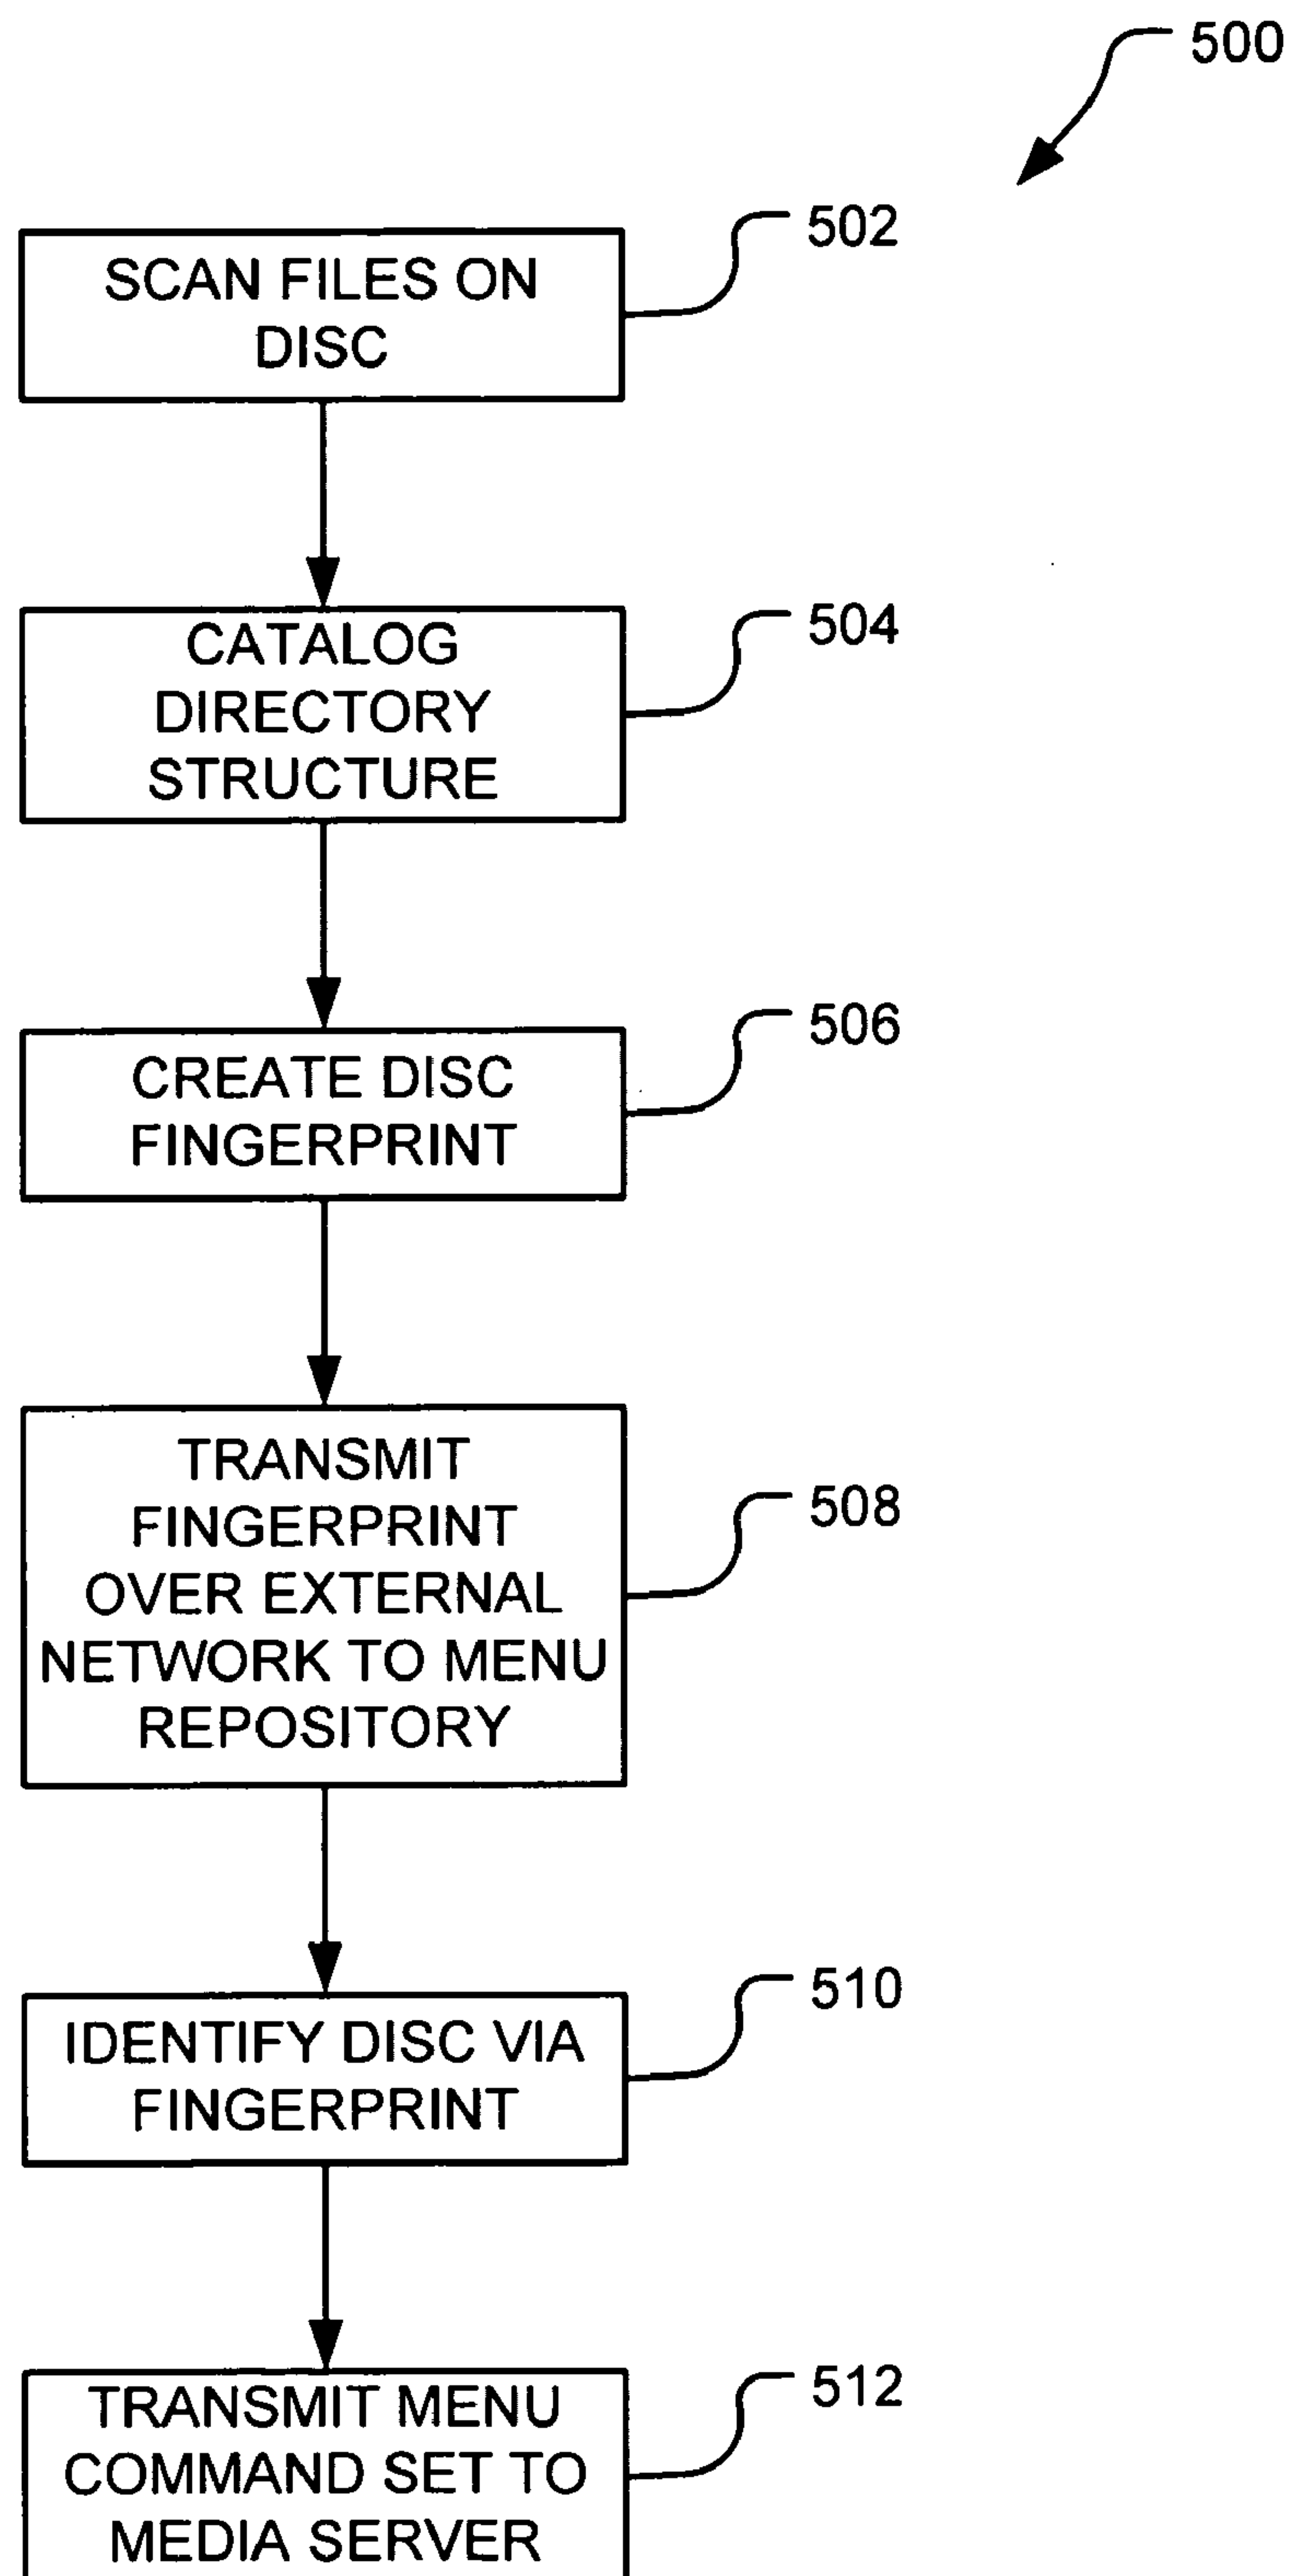 500
502
SCAN FILES ON
DISC
504
CATALOG
DIRECTORY
STRUCTURE
506
CREATE DISC
FINGERPRINT
508
TRANSMIT
FINGERPRINT
OVER EXTERNAL
NETWORK TO MENU
REPOSITORY
510
IDENTIFY DISC VIA
FINGERPRINT
512
TRANSMIT MENU
COMMAND SET TO
MEDIA SERVER